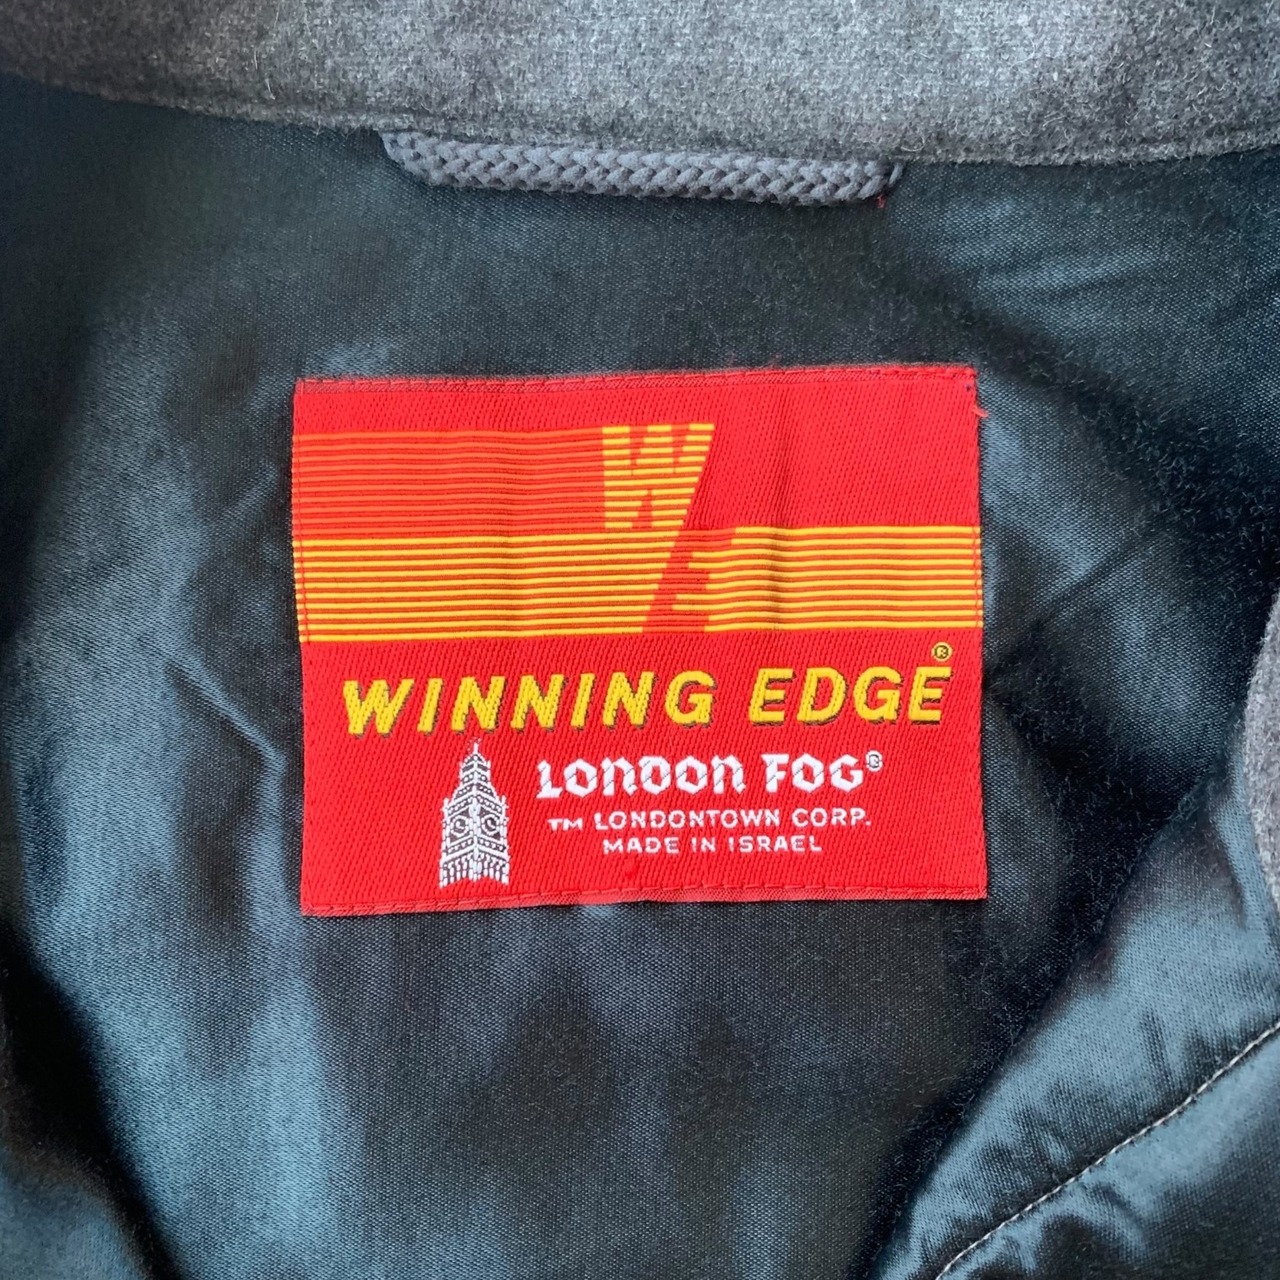 WE
WINNING EDGE®
LONDON FOG®
TM LONDONTOWN CORP.
MADE IN ISRAEL